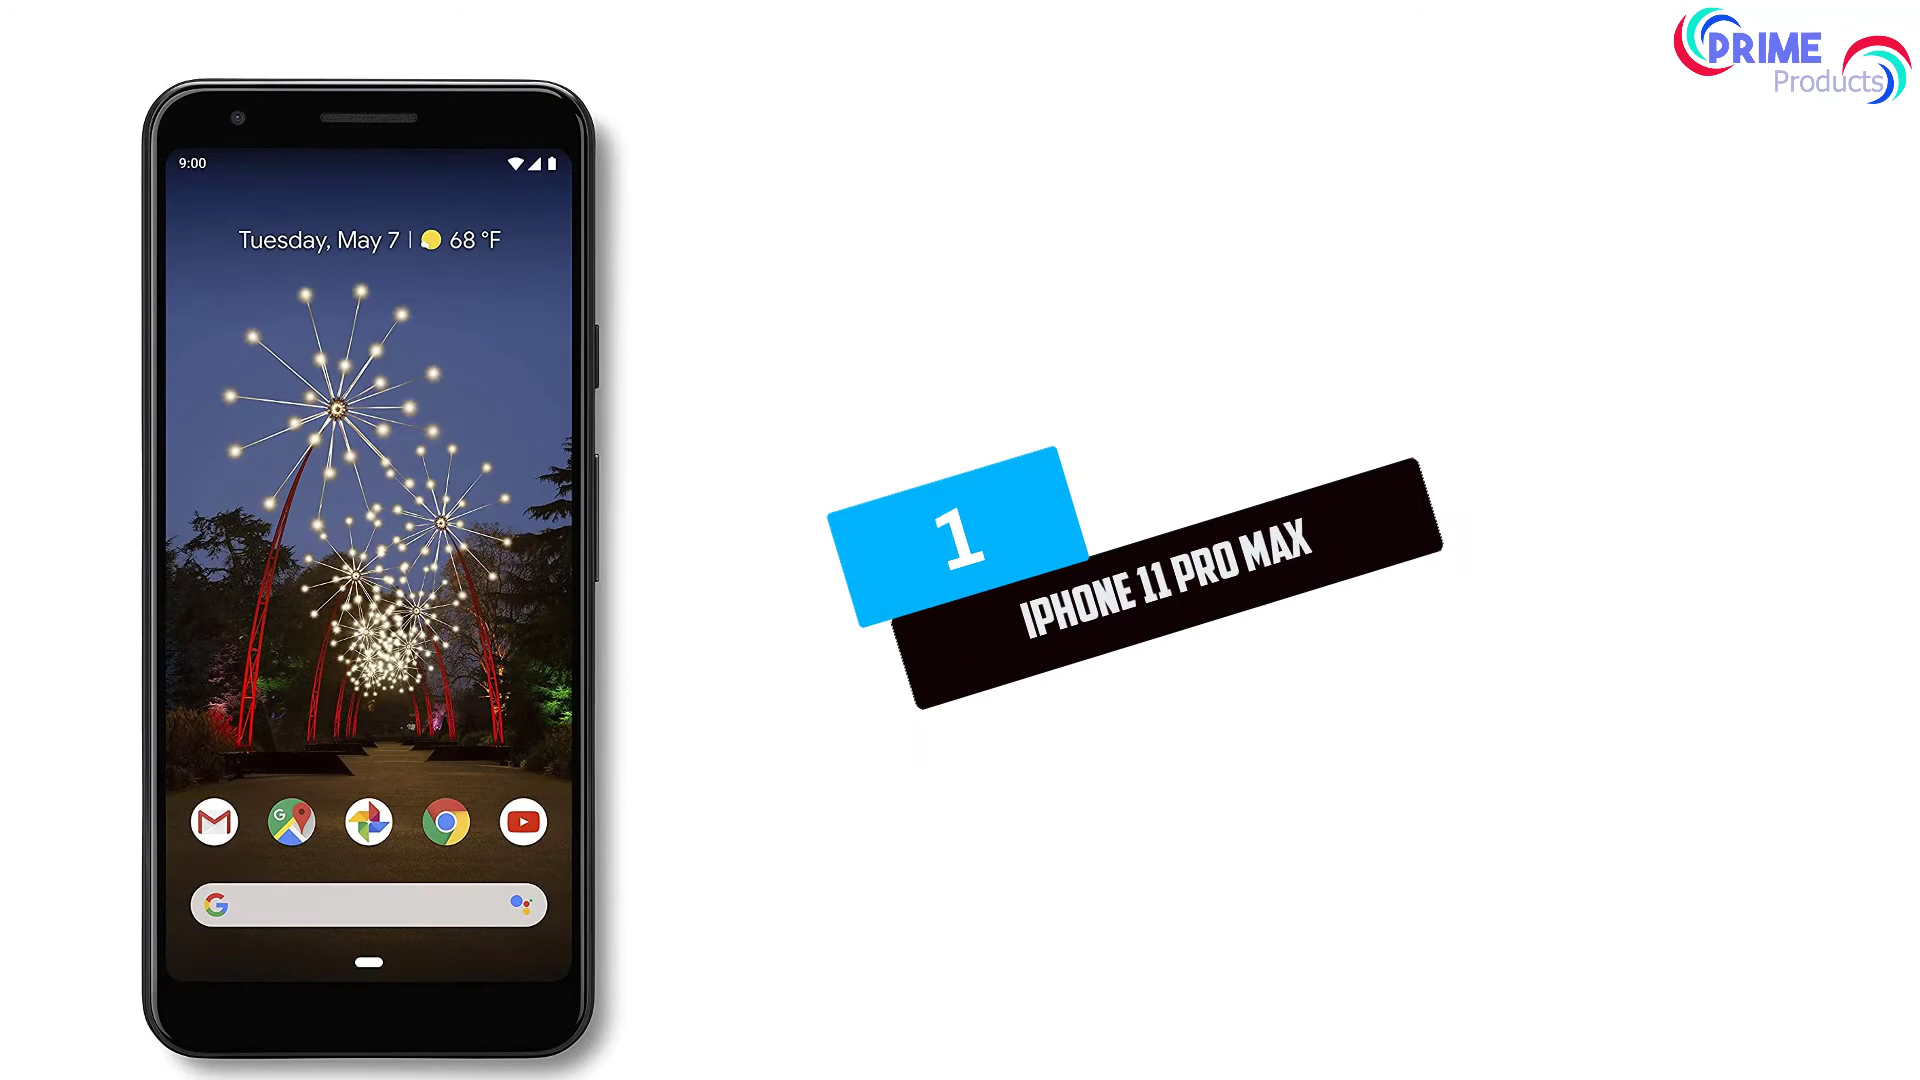 PRIME
Products
9:00
Tuesday, May 7 | 68 °F
1
IPHONE 11 PRO MAX